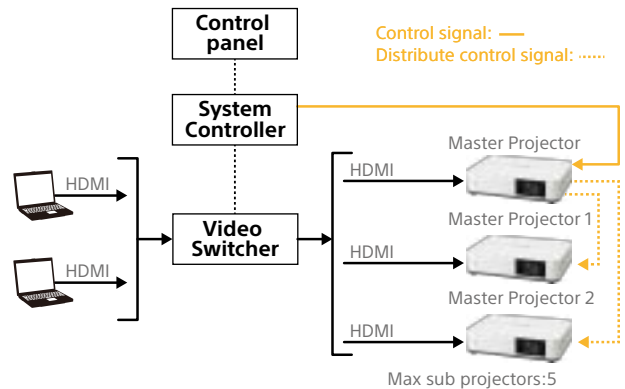 Control
panel
Control signal:
Distribute control signal:
System
Controller
Master Projector
HDMI
HDMI
Master Projector 1
Video
Switcher
HDMI
HDMI
Master Projector 2
HDMI
Max sub projectors:5